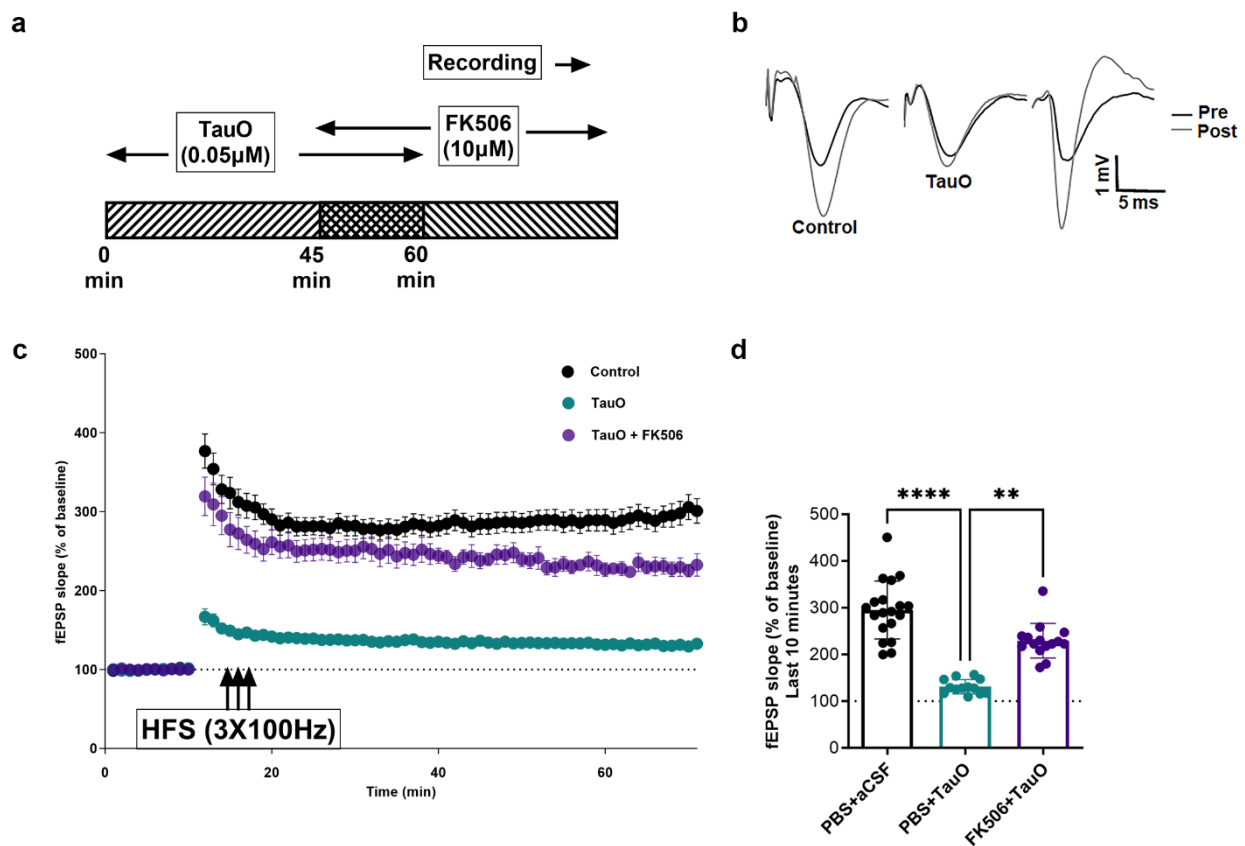 a
Recording
TauO
(0.05µM)
FK506
(10µM)
0
min
45
min
60
min
b
Control
TauO
Pre
Post
1 mV
5 ms
c
fEPSP slope (% of baseline)
500
400
300
200
100
0
Control
TauO
TauO + FK506
HFS (3X100Hz)
0
20
40
60
Time (min)
d
fEPSP slope (% of baseline)
Last 10 minutes
500
400
300
200
100
0
****
**
PBS+aCSF
PBS+TauO
FK506+TauO